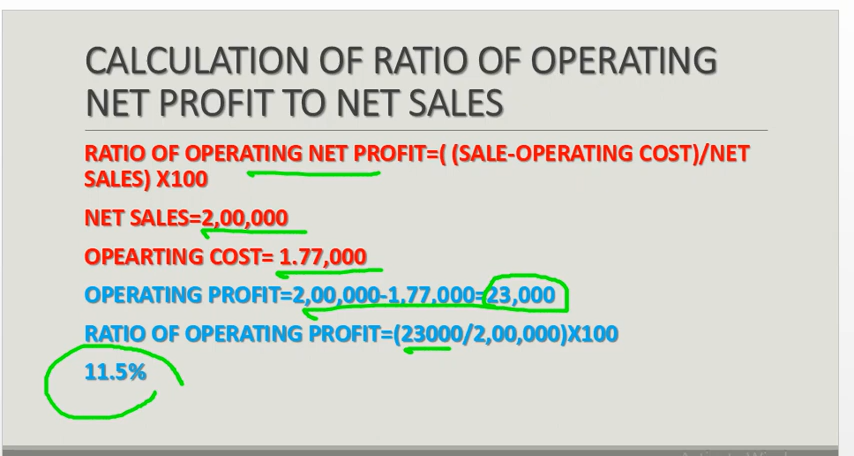 CALCULATION OF RATIO OF OPERATING
NET PROFIT TO NET SALES
RATIO OF OPERATING NET PROFIT=( (SALE-OPERATING COST)/NET
SALES) X100
NET SALES=2,00,000
OPEARTING COST= 1.77,000
OPERATING PROFIT=2,00,000-1,77,000=23,000
RATIO OF OPERATING PROFIT=(23000/2,00,000)X100
11.5%